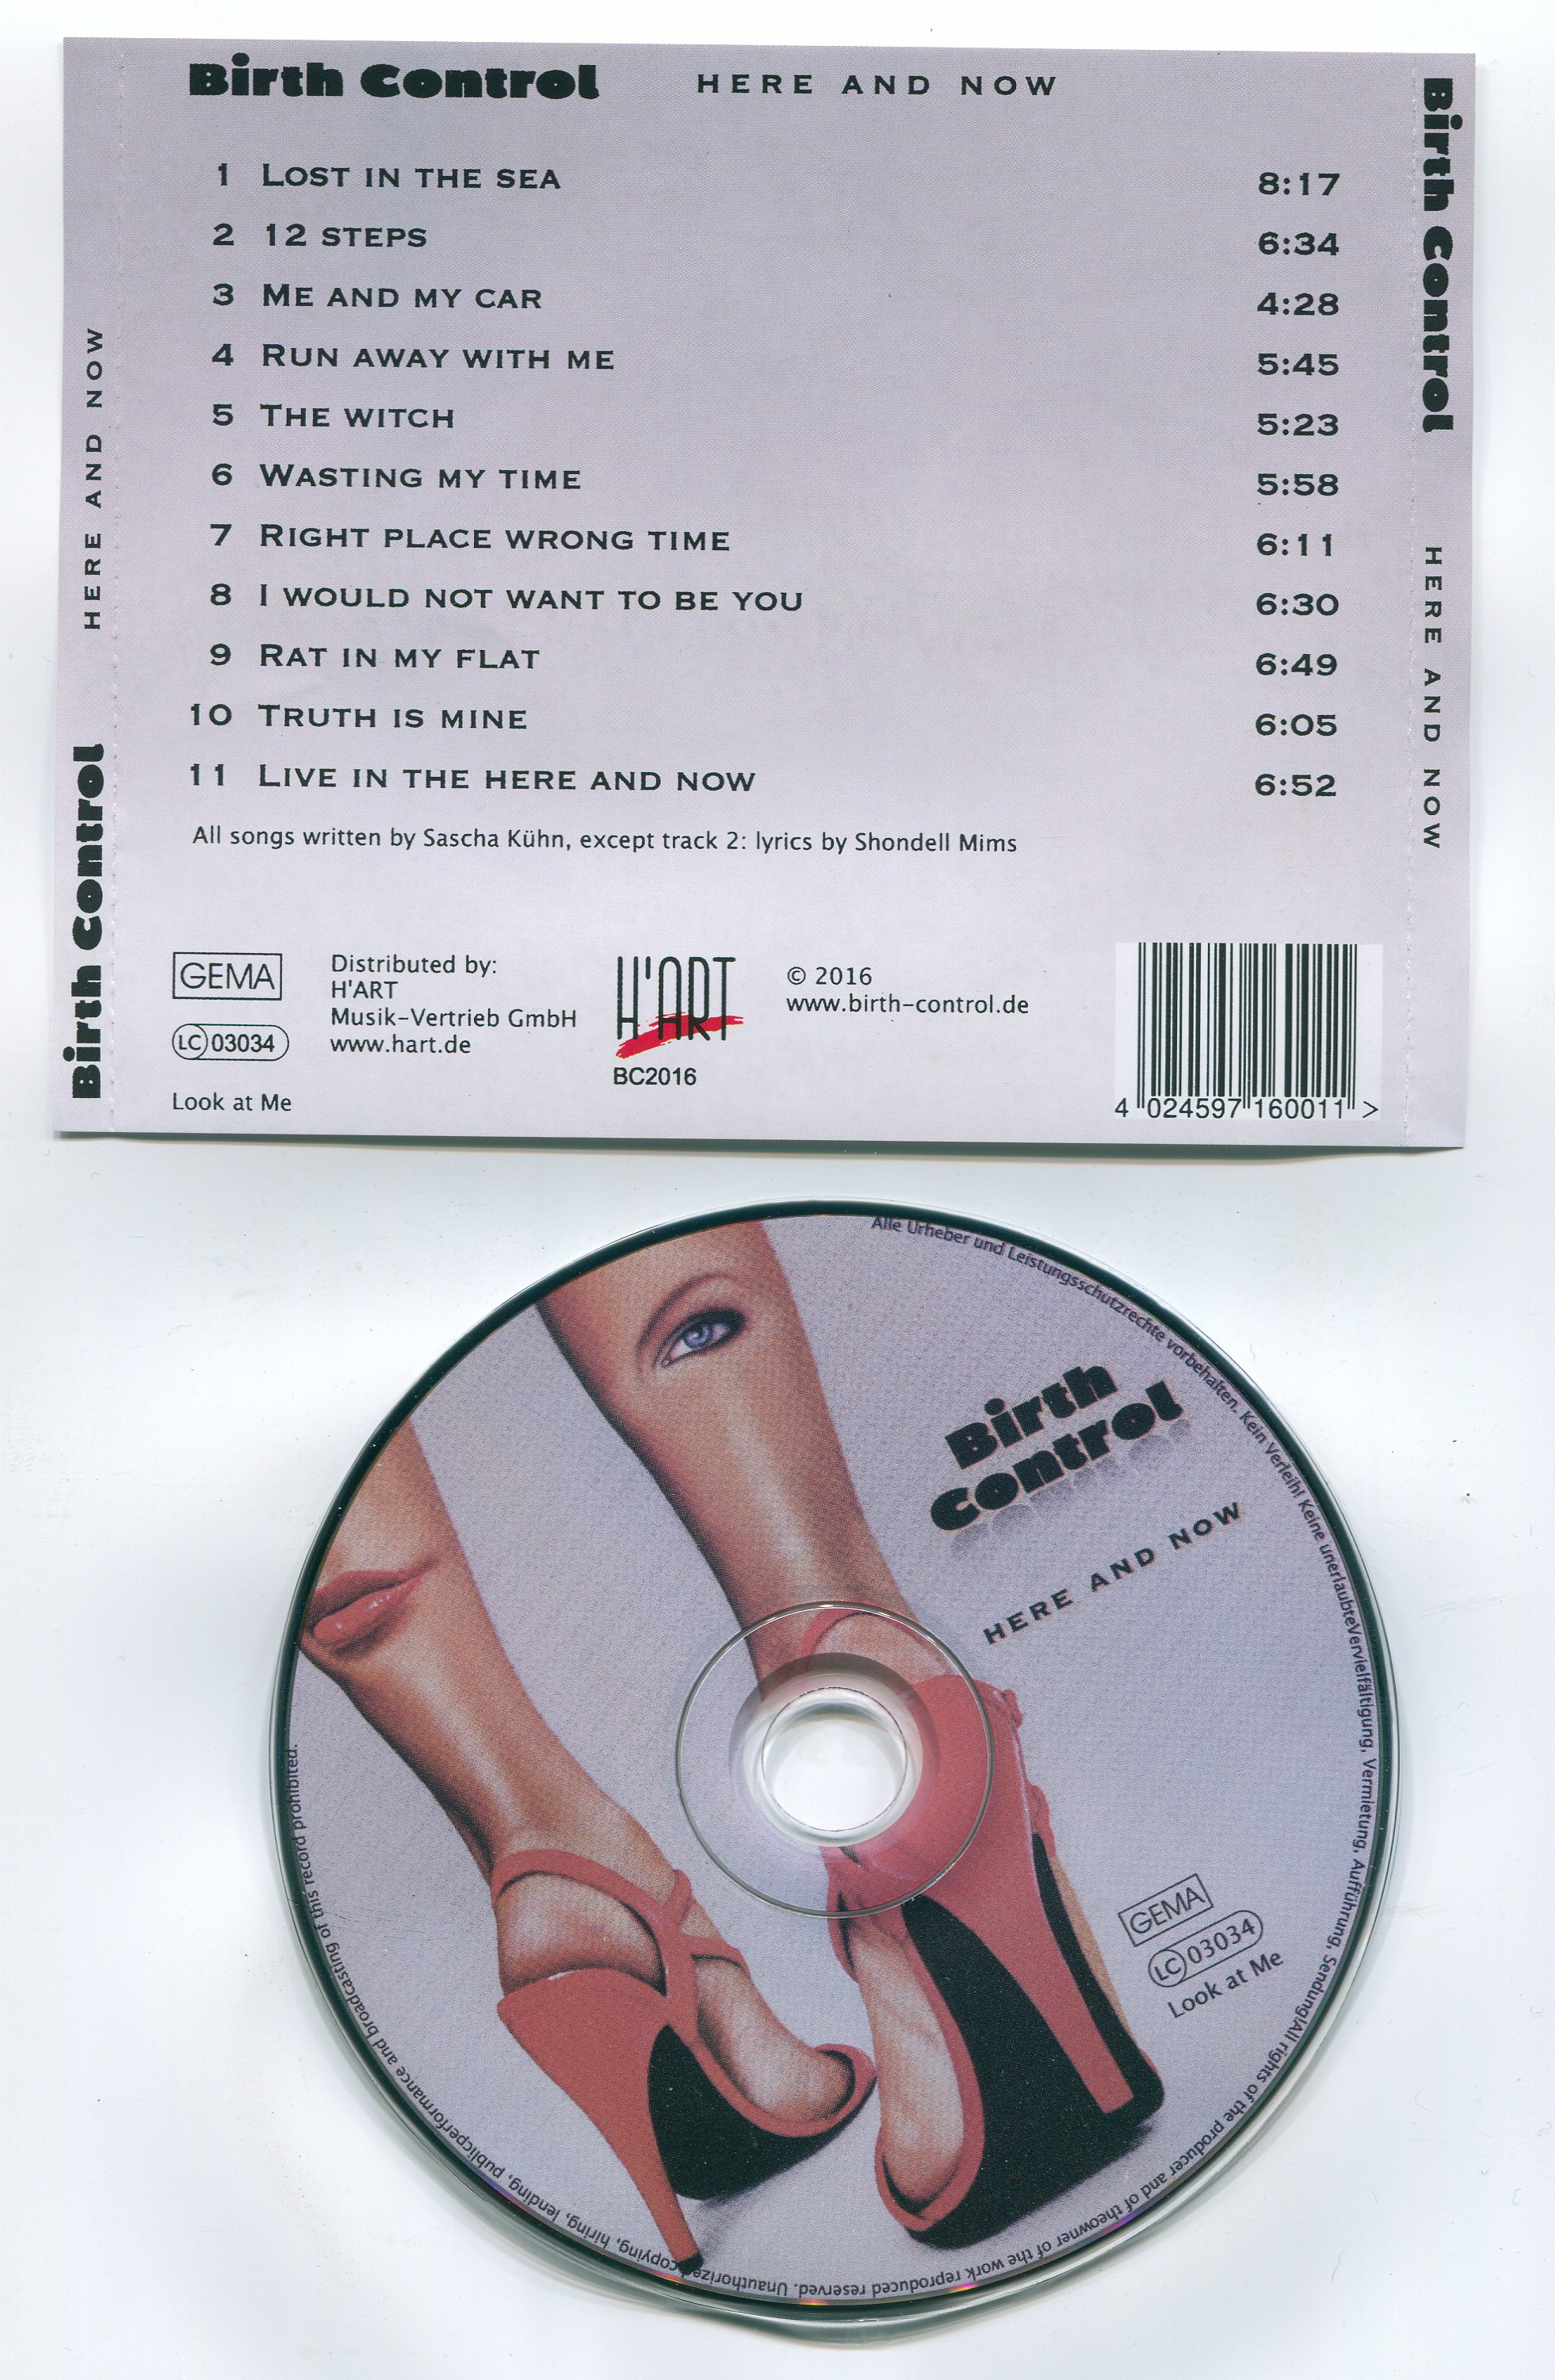 Birth Control HERE AND NOW
1 LOST IN THE SEA 8:17
2 12 STEPS 6:34
3 ME AND MY CAR 4:28
4 RUN AWAY WITH ME 5:45
5 THE WITCH 5:23
6 WASTING MY TIME 5:58
7 RIGHT PLACE WRONG TIME 6:11
8 I WOULD NOT WANT TO BE YOU 6:30
9 RAT IN MY FLAT 6:49
10 TRUTH IS MINE 6:05
11 LIVE IN THE HERE AND NOW 6:52
All songs written by Sascha Kühn, except track 2: lyrics by Shondell Mims
GEMA
LC 03034
Look at Me
Distributed by:
H'ART
Musik-Vertrieb GmbH
www.hart.de
H'ART
BC2016
© 2016
www.birth-control.de
4 024597 160011 >
Birth Control HERE AND NOW
Birth Control HERE AND NOW
Birth
Control
HERE AND NOW
GEMA
LC 03034
Look at Me
Alle Urheber und Leistungsschutzrechte vorbehalten. Kein Verleih! Keine unerlaubteVervielfältigung, Vermietung, Aufführung, Sendung!All rights of the producer and of theowner of the work reproduced reserved. Unauthorized copying, hiring, lending, publicperformance and broadcasting of this record prohibited.